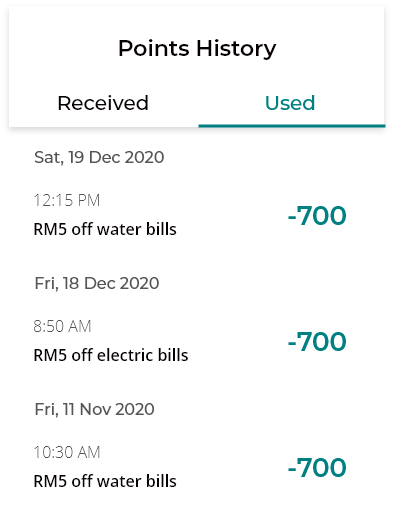 Points History
Received
Used
Sat, 19 Dec 2020
12:15 PM
RM5 off water bills
-700
Fri, 18 Dec 2020
8:50 AM
RM5 off electric bills
-700
Fri, 11 Nov 2020
10:30 AM
RM5 off water bills
-700